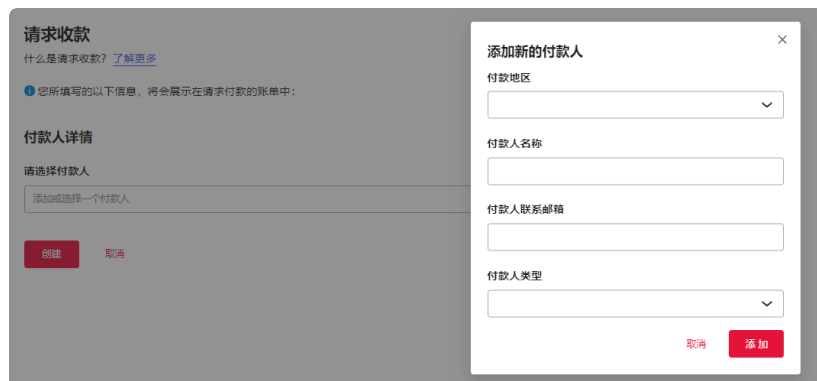 请求收款
什么是请求收款？ 了解更多
您所填写的以下信息，将会展示在请求付款的账单中：
付款人详情
请选择付款人
添加或选择一个付款人
创建 取消
添加新的付款人
付款地区
付款人名称
付款人联系邮箱
付款人类型
取消 添加